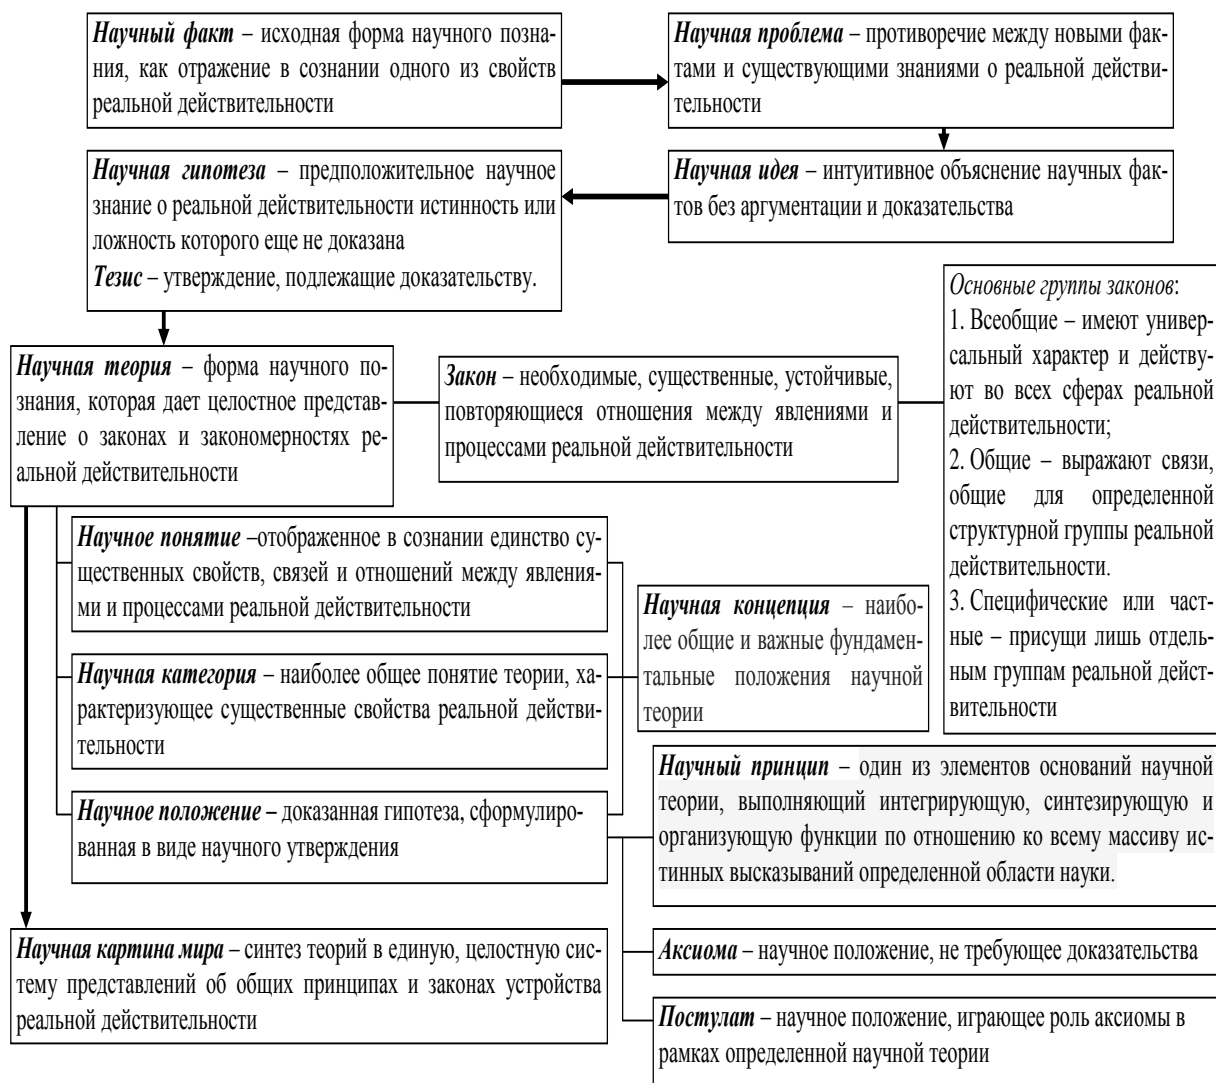 Научный факт – исходная форма научного позна-
ния, как отражение в сознании одного из свойств
реальной действительности
Научная проблема – противоречие между новыми фак-
тами и существующими знаниями о реальной действи-
тельности
Научная гипотеза – предположительное научное
знание о реальной действительности истинность или
ложность которого еще не доказана
Тезис – утверждение, подлежащие доказательству.
Научная идея – интуитивное объяснение научных фак-
тов без аргументации и доказательства
Основные группы законов:
1. Всеобщие – имеют универ-
сальный характер и действу-
ют во всех сферах реальной
действительности;
2. Общие – выражают связи,
общие для определенной
структурной группы реальной
действительности.
3. Специфические или част-
ные – присущи лишь отдель-
ным группам реальной дейст-
вительности
Научная теория – форма научного по-
знания, которая дает целостное представ-
ление о законах и закономерностях ре-
альной действительности
Закон – необходимые, существенные, устойчивые,
повторяющиеся отношения между явлениями и
процессами реальной действительности
Научное понятие –отображенное в сознании единство су-
щественных свойств, связей и отношений между явления-
ми и процессами реальной действительности
Научная концепция – наибо-
лее общие и важные фундамен-
тальные положения научной
теории
Научная категория – наиболее общее понятие теории, ха-
рактеризующее существенные свойства реальной действи-
тельности
Научное положение – доказанная гипотеза, сформулиро-
ванная в виде научного утверждения
Научный принцип – один из элементов оснований научной
теории, выполняющий интегрирующую, синтезирующую и
организующую функции по отношению ко всему массиву ис-
тинных высказываний определенной области науки.
Научная картина мира – синтез теорий в единую, целостную сис-
тему представлений об общих принципах и законах устройства
реальной действительности
Аксиома – научное положение, не требующее доказательства
Постулат – научное положение, играющее роль аксиомы в
рамках определенной научной теории